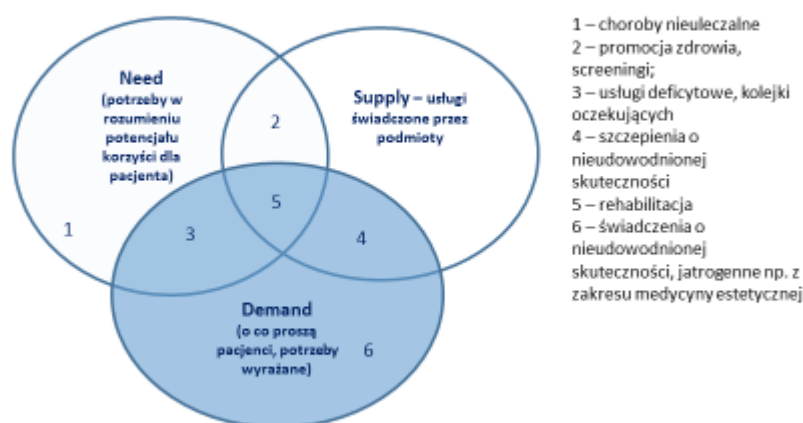 Need
(potrzeby w
rozumieniu
potencjału
korzyści dla
pacjenta)
Supply – usługi
świadczone przez
podmioty
2
5
1
3
4
Demand
(o co proszą
pacjenci, potrzeby
wyrażane)
6
1 – choroby nieuleczalne
2 – promocja zdrowia,
screeningi;
3 – usługi deficytowe, kolejki
oczekujących
4 – szczepienia o
nieudowodnionej
skuteczności
5 – rehabilitacja
6 – świadczenia o
nieudowodnionej
skuteczności, jatrogenne np. z
zakresu medycyny estetycznej